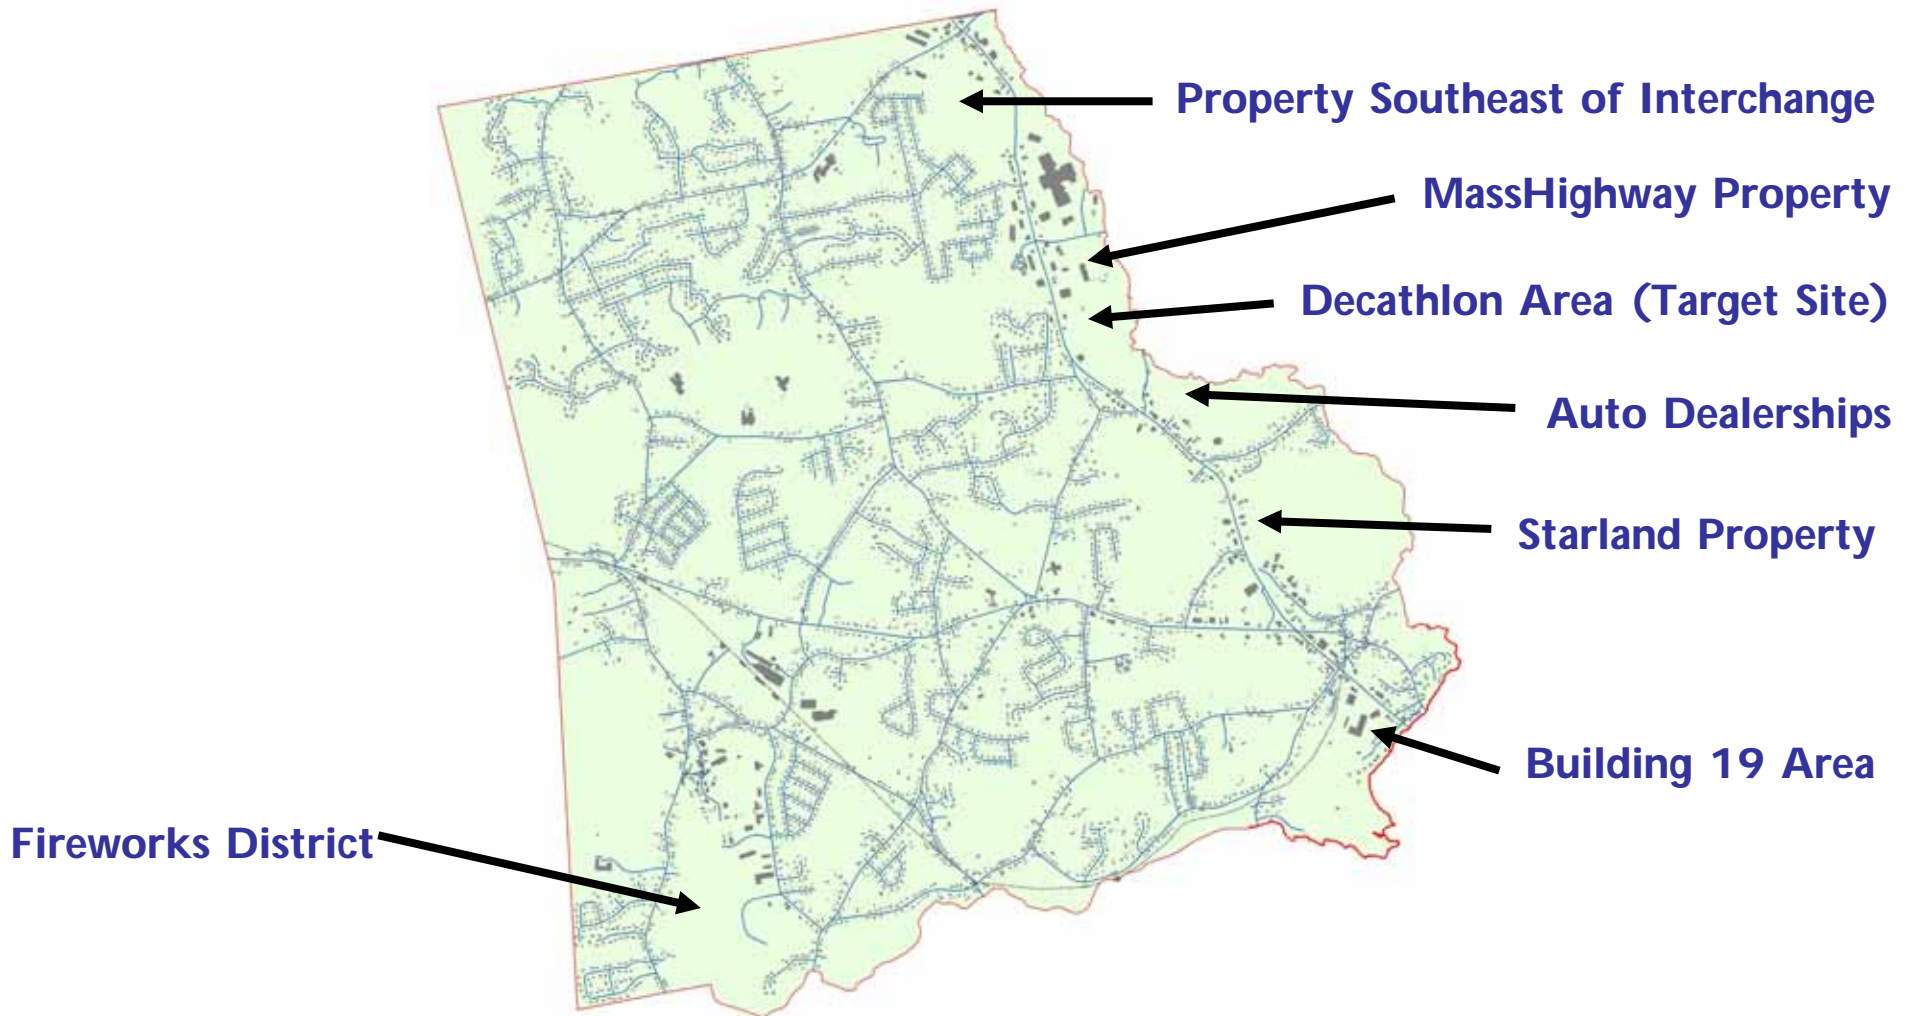 Property Southeast of Interchange
MassHighway Property
Decathlon Area (Target Site)
Auto Dealerships
Starland Property
Building 19 Area
Fireworks District